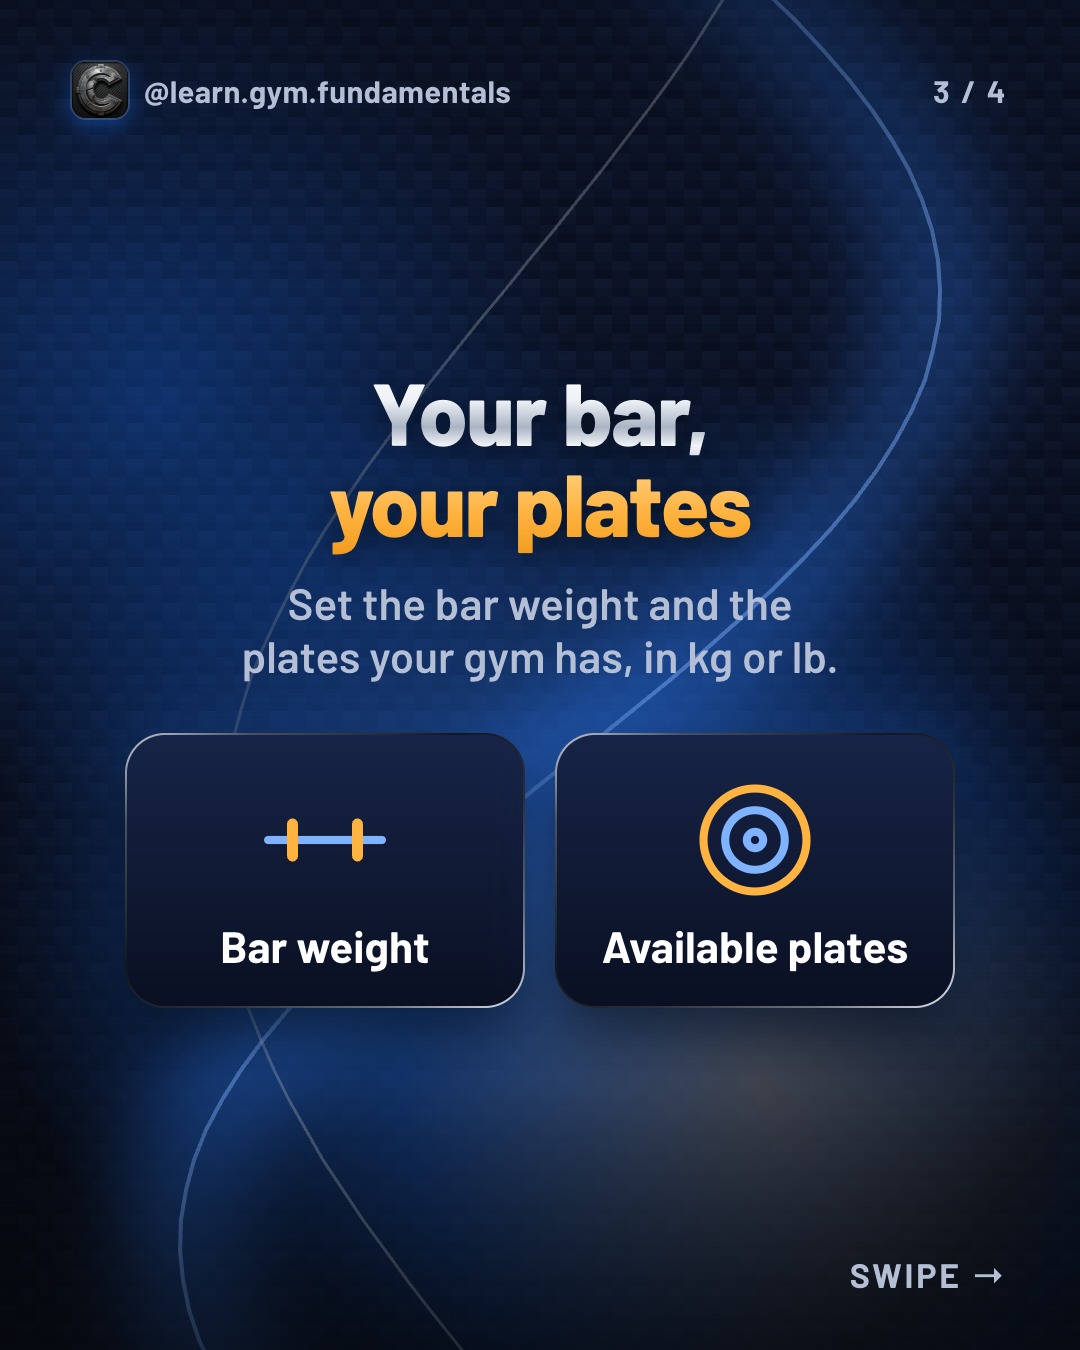 @learn.gym.fundamentals
3 / 4
Your bar,
your plates
Set the bar weight and the
plates your gym has, in kg or lb.
Bar weight
Available plates
SWIPE →